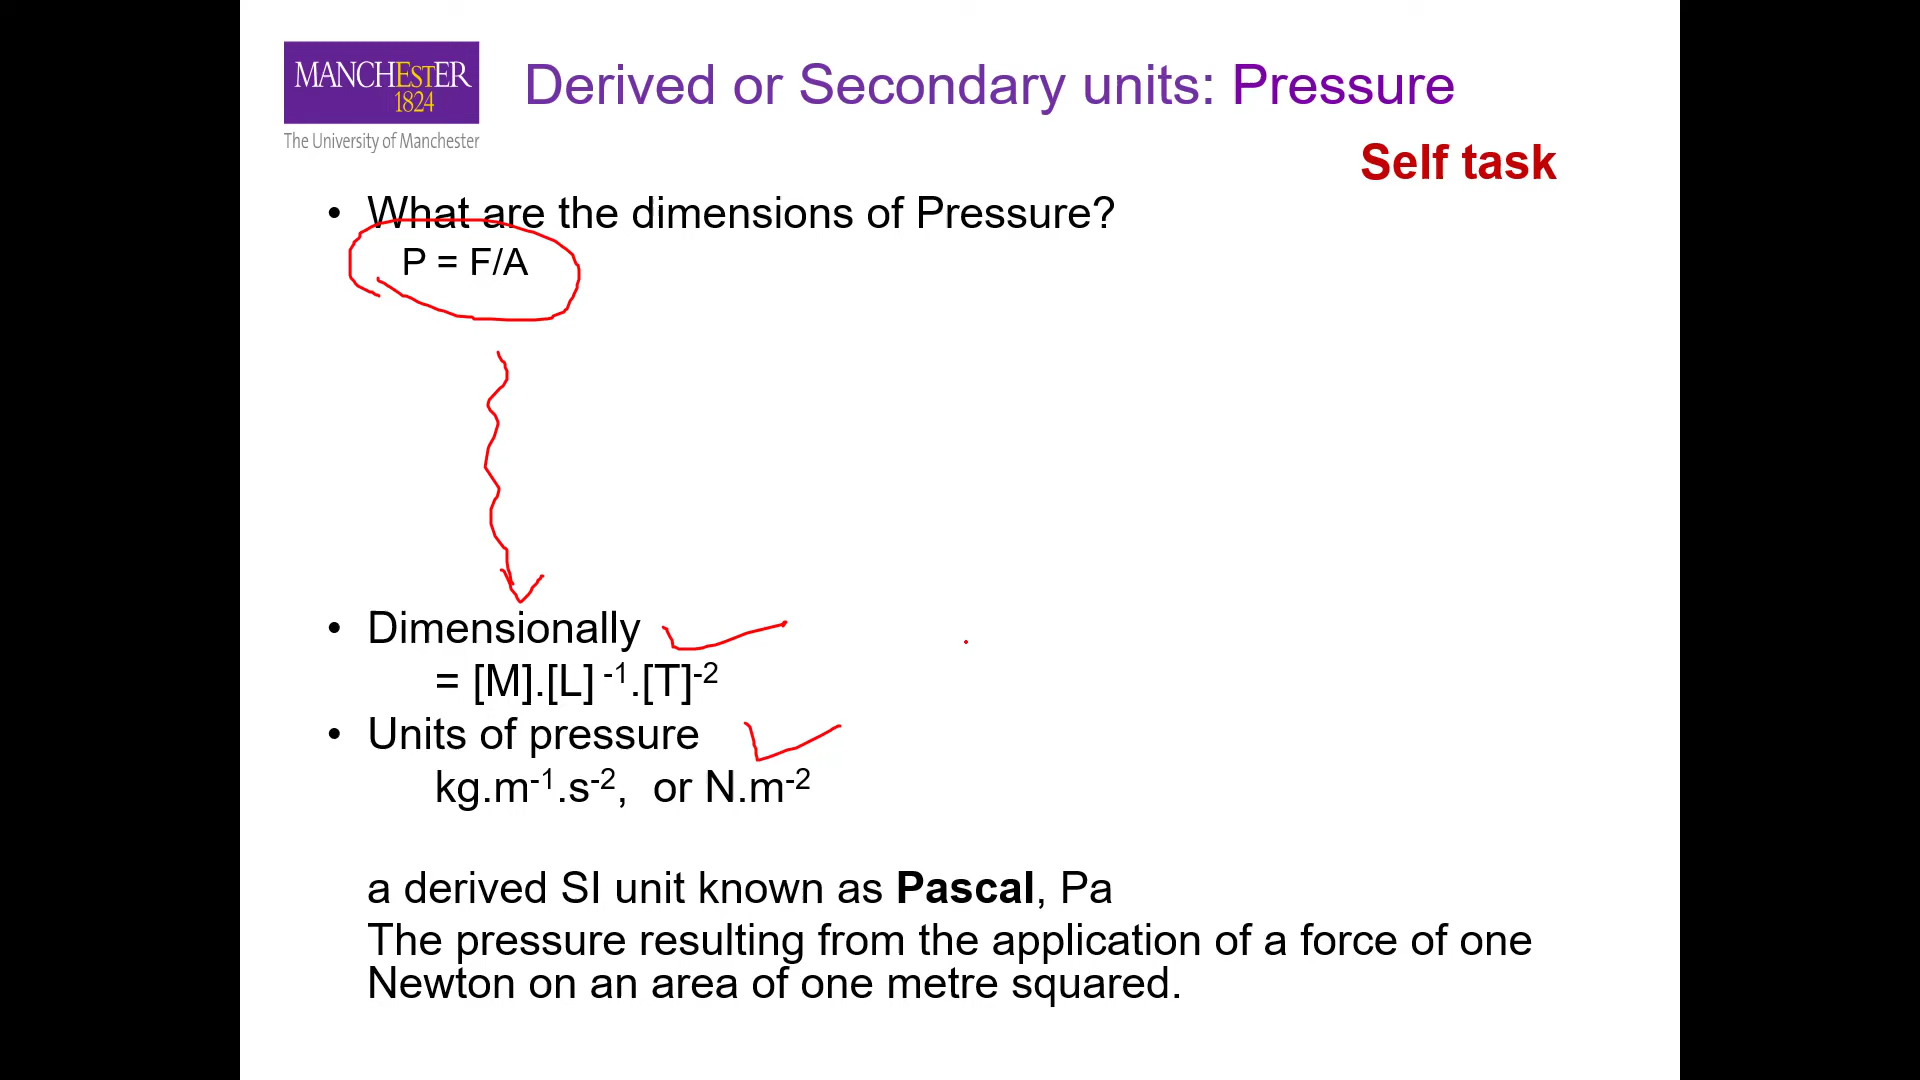 MANCHESTER
1824
The University of Manchester
Derived or Secondary units: Pressure
Self task
• What are the dimensions of Pressure?
P = F/A
• Dimensionally
= [M].[L] ⁻¹.[T]⁻²
• Units of pressure
kg.m⁻¹.s⁻², or N.m⁻²
a derived SI unit known as Pascal, Pa
The pressure resulting from the application of a force of one
Newton on an area of one metre squared.